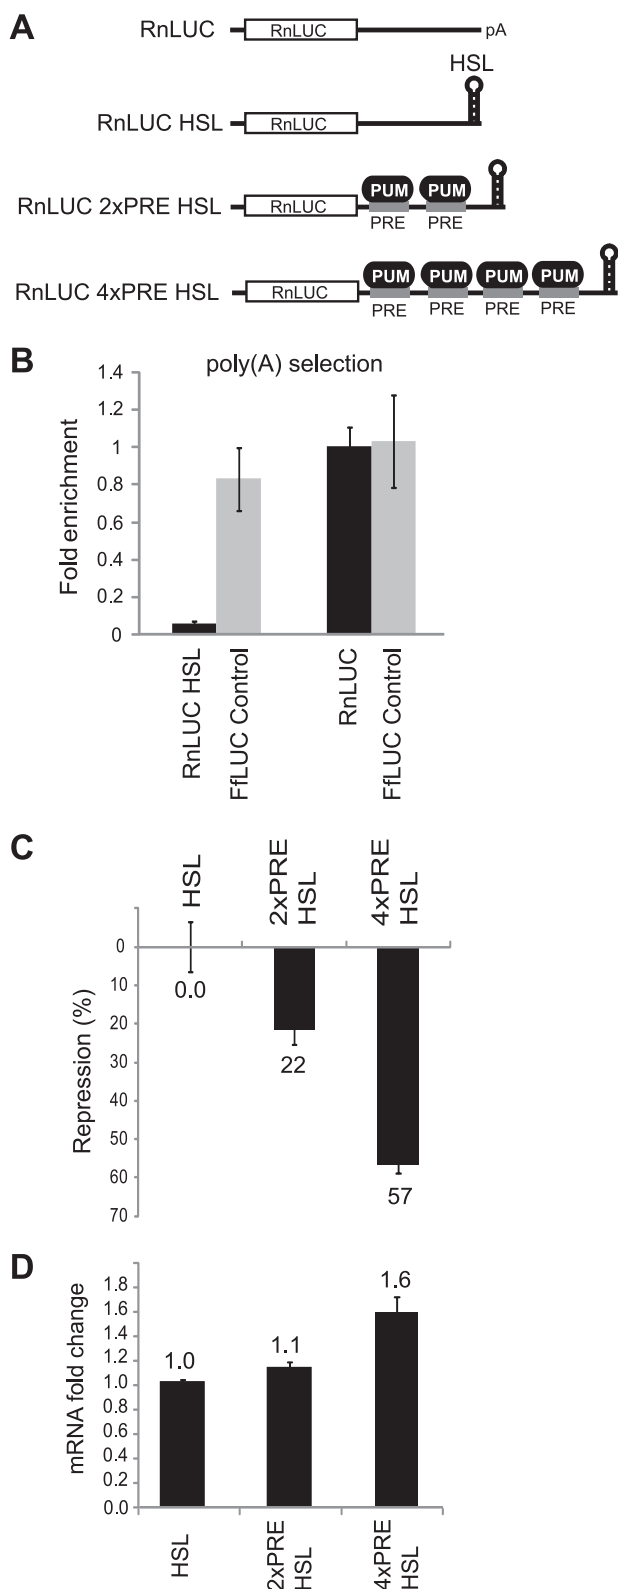 A
RnLUC
RnLUC
pA
HSL
RnLUC HSL
RnLUC
RnLUC 2xPRE HSL
RnLUC
PUM PUM
PRE PRE
RnLUC 4xPRE HSL
RnLUC
PUM PUM PUM PUM
PRE PRE PRE PRE
B
poly(A) selection
Fold enrichment
1.4
1.2
1
0.8
0.6
0.4
0.2
0
RnLUC HSL
FfLUC Control
RnLUC
FfLUC Control
C
HSL
2xPRE
HSL
4xPRE
HSL
Repression (%)
0
10
20
30
40
50
60
70
0.0
22
57
D
mRNA fold change
1.8
1.6
1.4
1.2
1.0
0.8
0.6
0.4
0.2
0.0
1.0
1.1
1.6
HSL
2xPRE
HSL
4xPRE
HSL